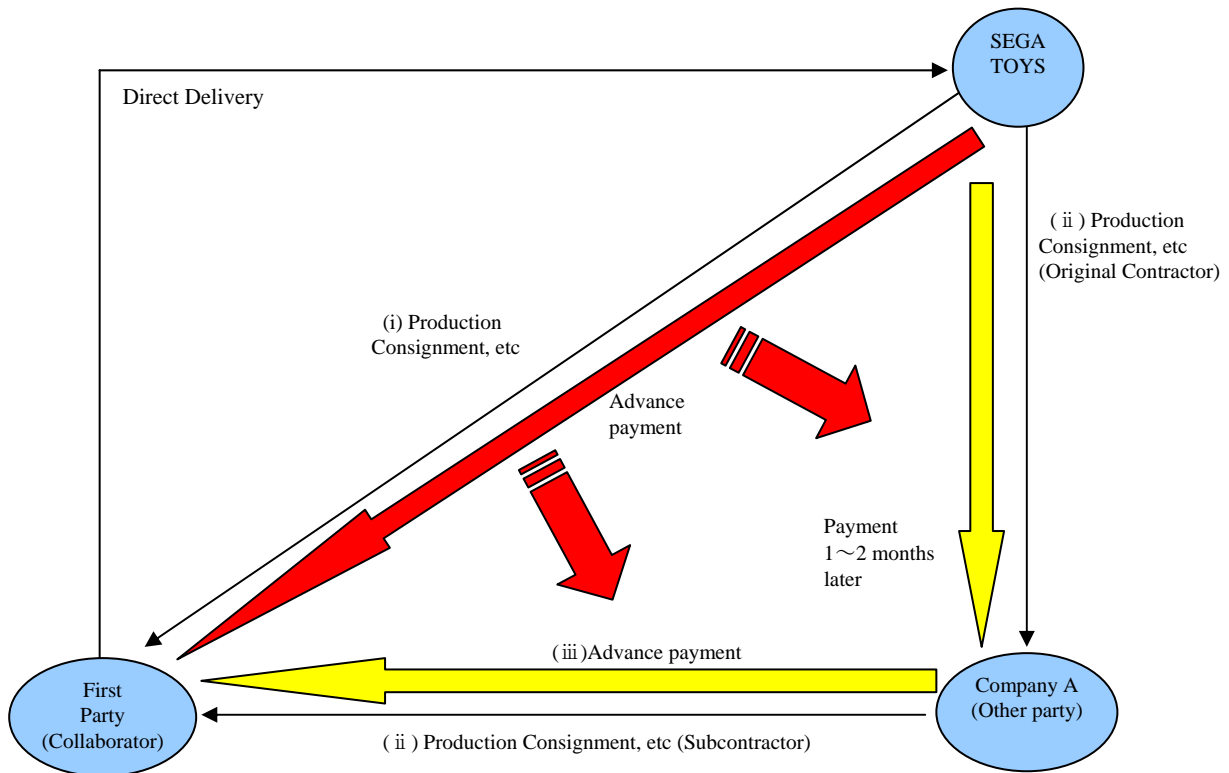 SEGA
TOYS
Direct Delivery
(ⅱ) Production
Consignment, etc
(Original Contractor)
(i) Production
Consignment, etc
Advance
payment
Payment
1～2 months
later
(ⅲ)Advance payment
First
Party
(Collaborator)
Company A
(Other party)
(ⅱ) Production Consignment, etc (Subcontractor)